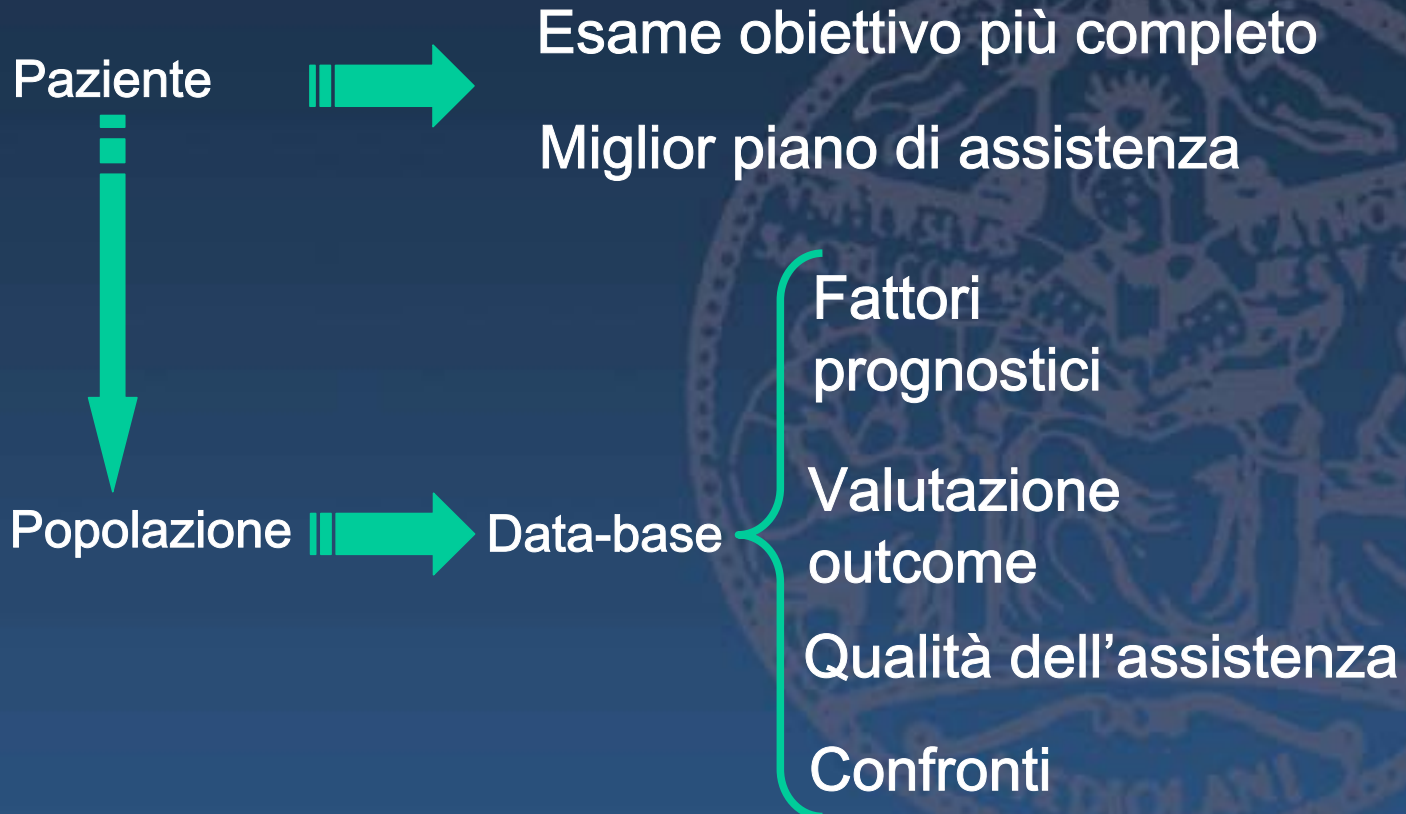 Paziente
Esame obiettivo più completo
Miglior piano di assistenza
Popolazione
Data-base
Fattori
prognostici
Valutazione
outcome
Qualità dell’assistenza
Confronti